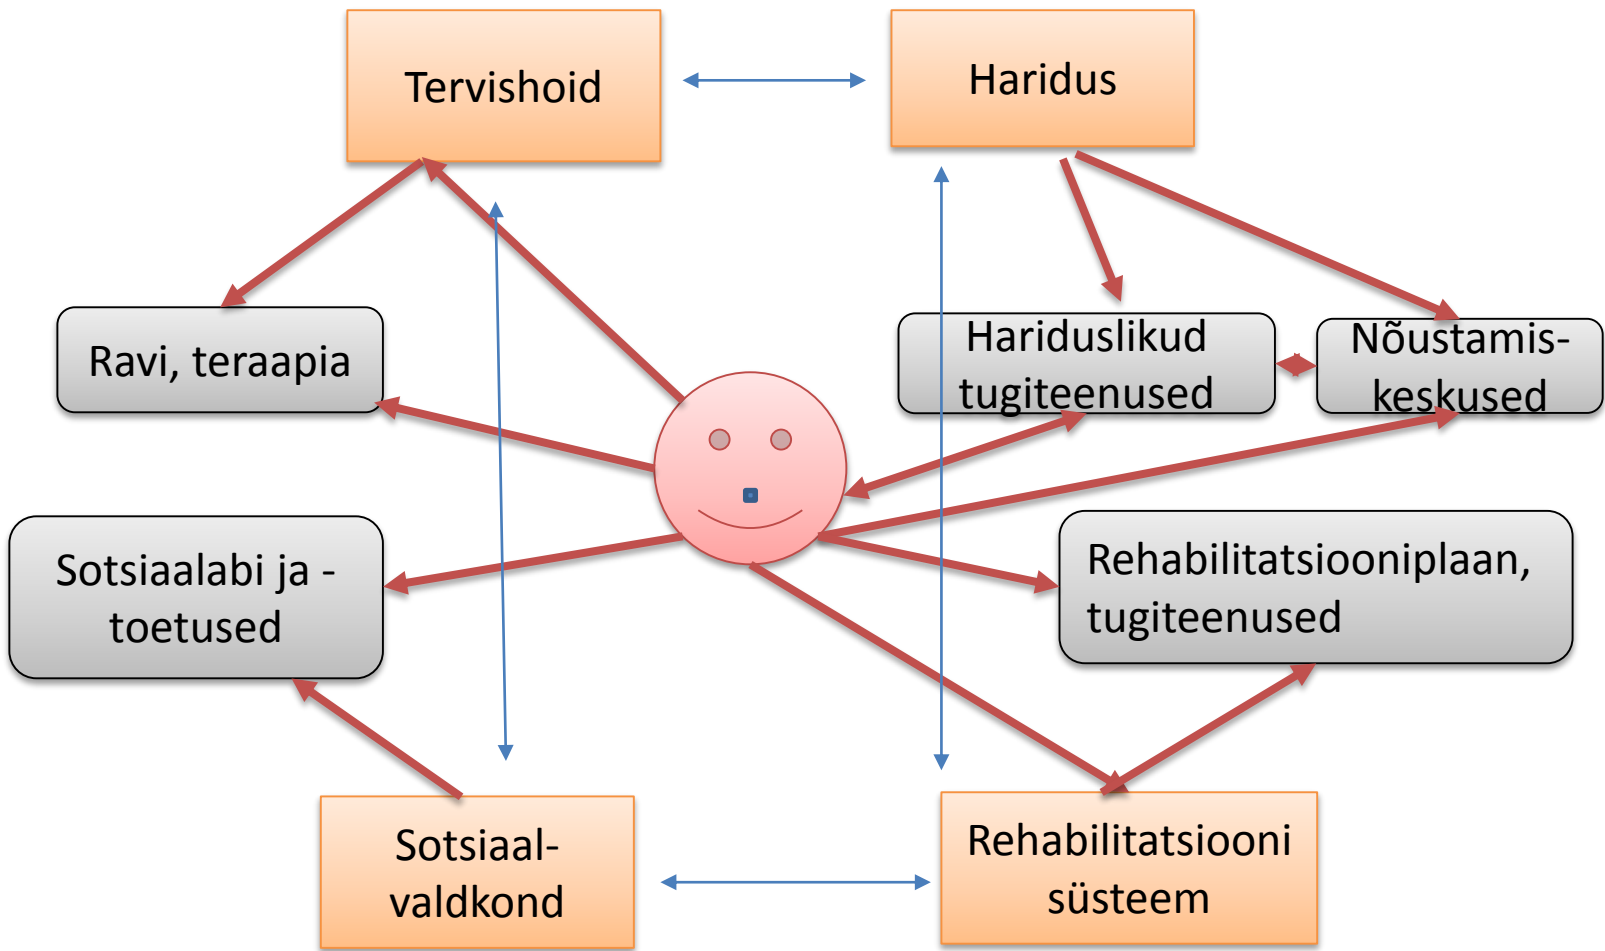 Tervishoid
Haridus
Ravi, teraapia
Hariduslikud
tugiteenused
Nõustamis-
keskused
Sotsiaalabi ja -
toetused
Rehabilitatsiooniplaan,
tugiteenused
Sotsiaal-
valdkond
Rehabilitatsiooni
süsteem